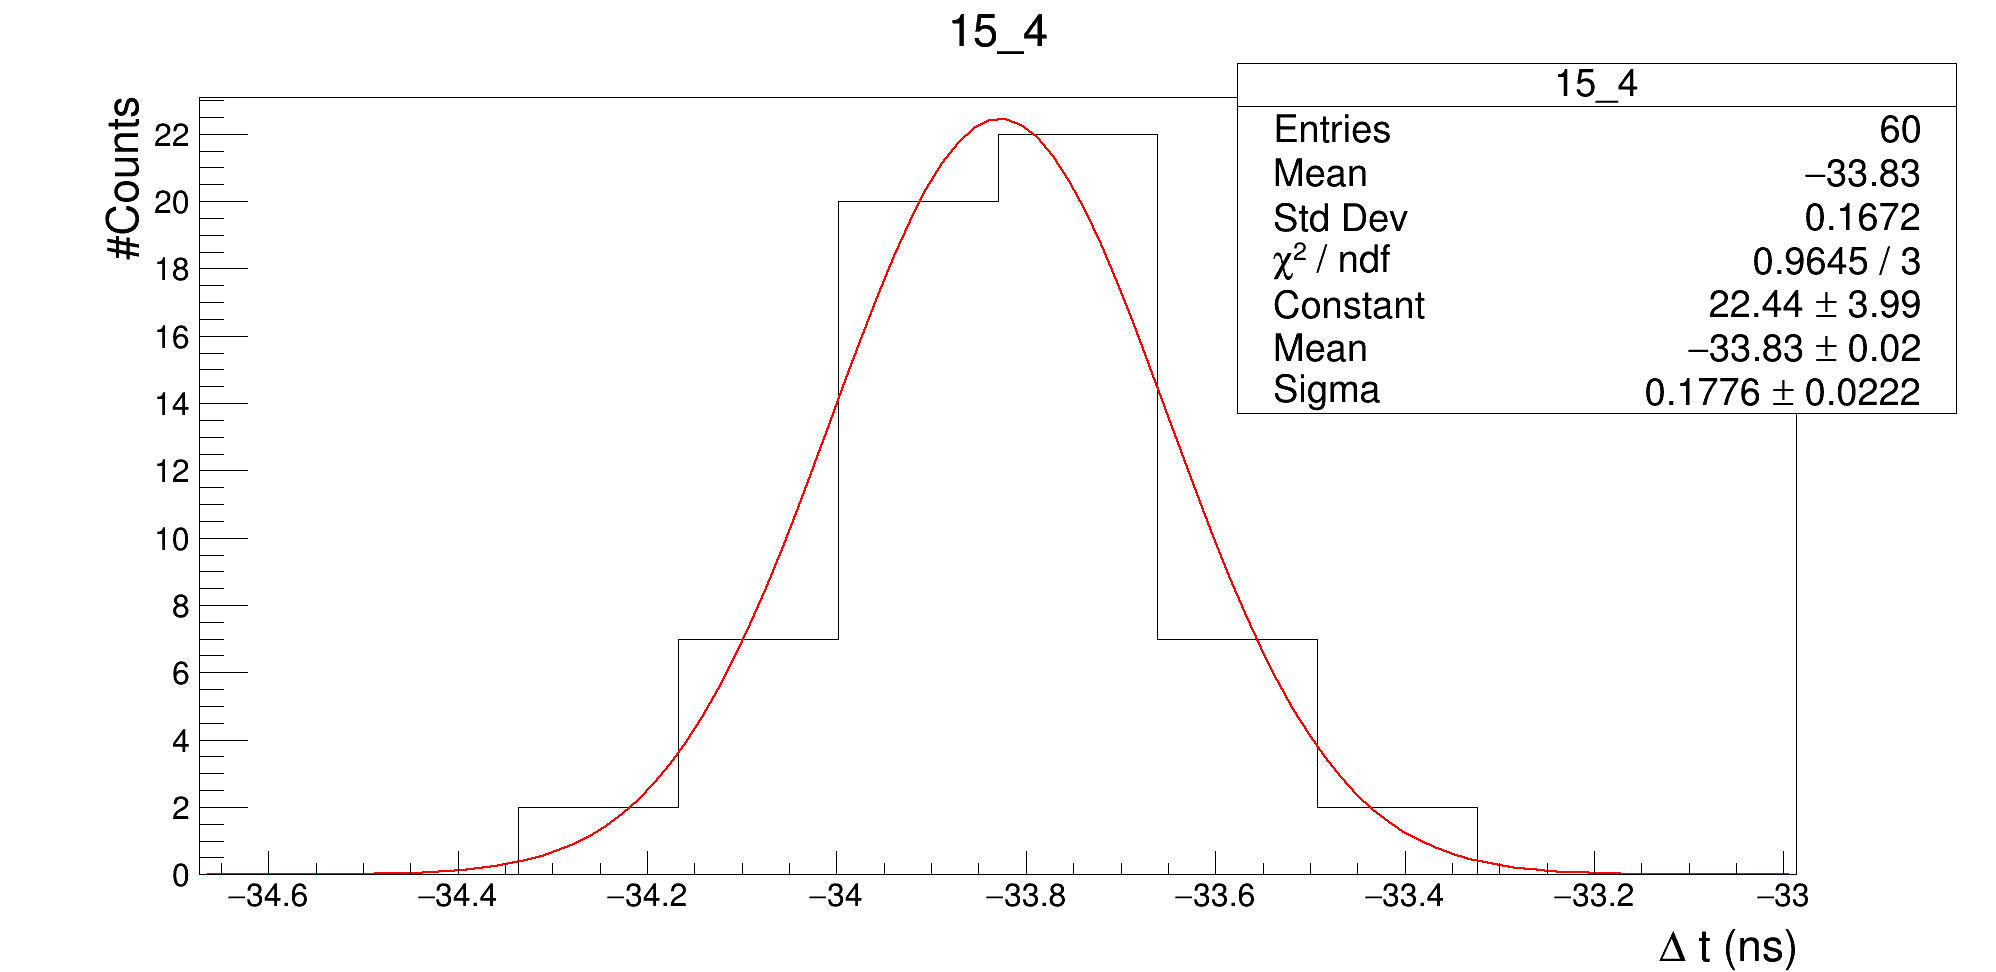 15_4
15_4
Entries 60
Mean −33.83
Std Dev 0.1672
χ² / ndf 0.9645 / 3
Constant 22.44 ± 3.99
Mean −33.83 ± 0.02
Sigma 0.1776 ± 0.0222
#Counts
22
20
18
16
14
12
10
8
6
4
2
0
−34.6 −34.4 −34.2 −34 −33.8 −33.6 −33.4 −33.2 −33
Δ t (ns)